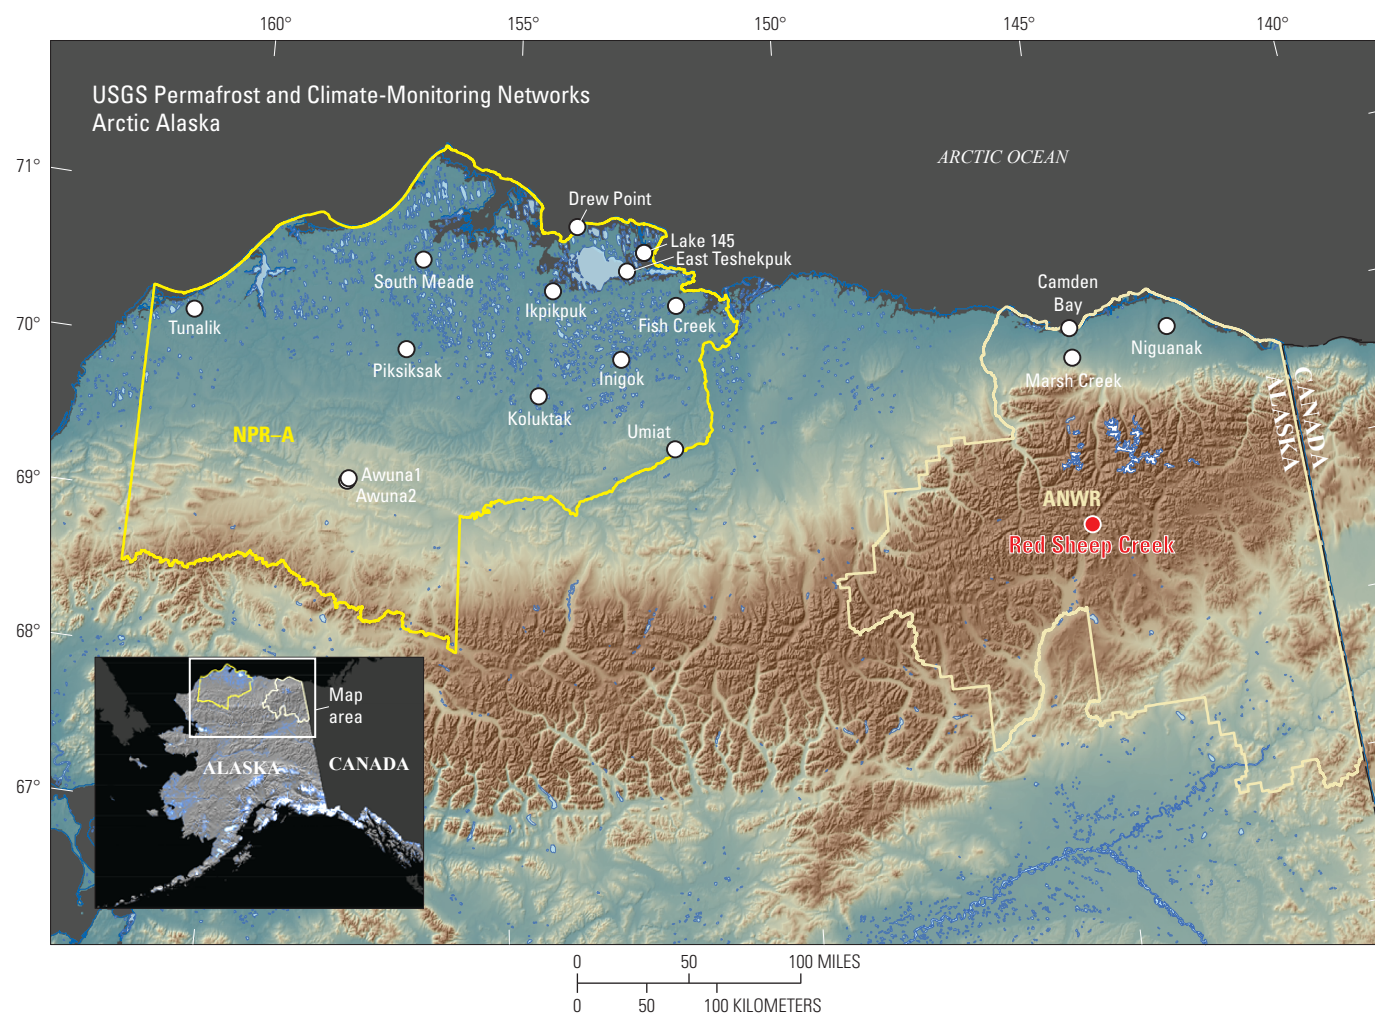 160°
155°
150°
145°
140°
USGS Permafrost and Climate-Monitoring Networks
Arctic Alaska
ARCTIC OCEAN
71°
70°
69°
68°
67°
Drew Point
Lake 145
East Teshekpuk
South Meade
Ikpikpuk
Fish Creek
Tunalik
Piksiksak
Inigok
Koluktak
Umiat
NPR–A
Awuna1
Awuna2
Camden
Bay
Niguanak
Marsh Creek
CANADA
ALASKA
ANWR
Red Sheep Creek
Map
area
ALASKA
CANADA
0
50
100 MILES
0
50
100 KILOMETERS